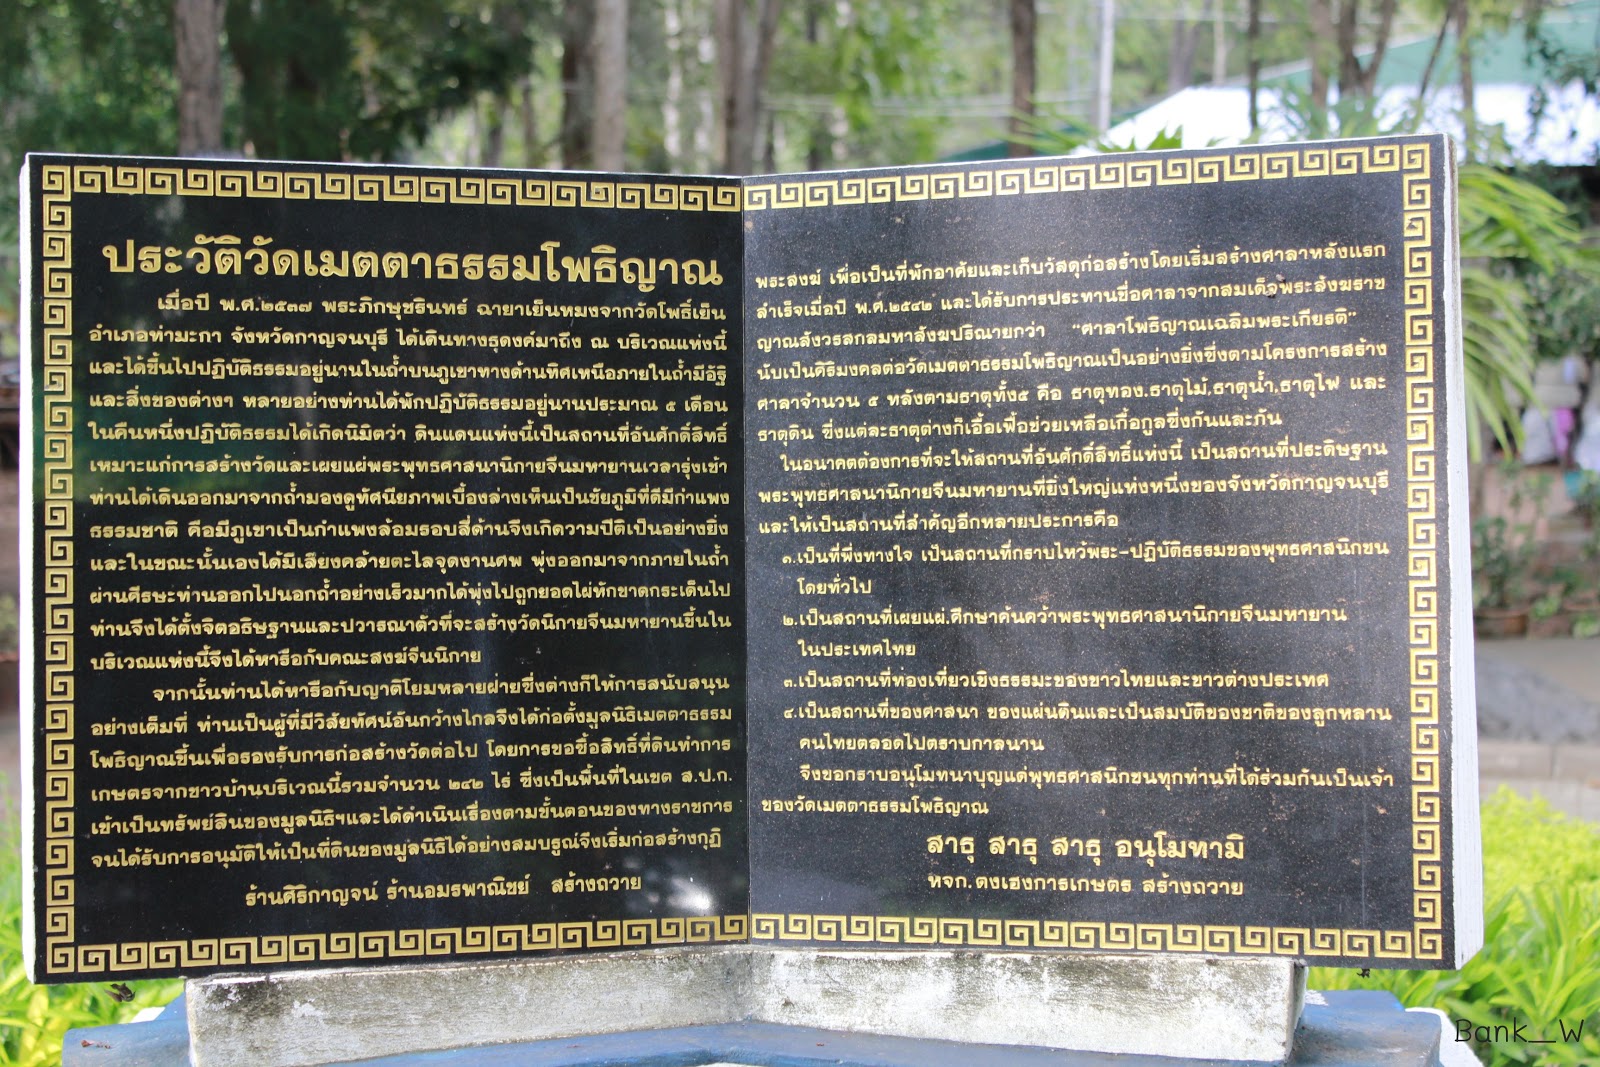 ประวัติวัดเมตตาธรรมโพธิญาณ
เมื่อปี พ.ศ.๒๕๓๗ พระภิกษุชรินทร์ ฉายาเย็นหมงจากวัดโพธิ์เย็น
อำเภอท่ามะกา จังหวัดกาญจนบุรี ได้เดินทางธุดงค์มาถึง ณ บริเวณแห่งนี้
และได้ขึ้นไปปฏิบัติธรรมอยู่นานในถ้ำบนภูเขาทางด้านทิศเหนือภายในถ้ำมีอัฐิ
และสิ่งของต่างๆ หลายอย่างท่านได้พักปฏิบัติธรรมอยู่นานประมาณ ๕ เดือน
ในคืนหนึ่งปฏิบัติธรรมได้เกิดนิมิตว่า ดินแดนแห่งนี้เป็นสถานที่อันศักดิ์สิทธิ์
เหมาะแก่การสร้างวัดและเผยแผ่พระพุทธศาสนานิกายจีนมหายานเวลารุ่งเช้า
ท่านได้เดินออกมาจากถ้ำมองดูทัศนียภาพเบื้องล่างเห็นเป็นชัยภูมิที่ดีมีกำแพง
ธรรมชาติ คือมีภูเขาเป็นกำแพงล้อมรอบสี่ด้านจึงเกิดความปีติเป็นอย่างยิ่ง
และในขณะนั้นเองได้มีเสียงคล้ายตะไลจุดงานศพ พุ่งออกมาจากภายในถ้ำ
ผ่านศีรษะท่านออกไปนอกถ้ำอย่างเร็วมากได้พุ่งไปถูกยอดไผ่หักขาดกระเด็นไป
ท่านจึงได้ตั้งจิตอธิษฐานและปวารณาตัวที่จะสร้างวัดนิกายจีนมหายานขึ้นใน
บริเวณแห่งนี้จึงได้หารือกับคณะสงฆ์จีนนิกาย
จากนั้นท่านได้หารือกับญาติโยมหลายฝ่ายซึ่งต่างก็ให้การสนับสนุน
อย่างเต็มที่ ท่านเป็นผู้ที่มีวิสัยทัศน์อันกว้างไกลจึงได้ก่อตั้งมูลนิธิเมตตาธรรม
โพธิญาณขึ้นเพื่อรองรับการก่อสร้างวัดต่อไป โดยการขอซื้อสิทธิ์ที่ดินทำการ
เกษตรจากชาวบ้านบริเวณนี้รวมจำนวน ๒๔๒ ไร่ ซึ่งเป็นพื้นที่ในเขต ส.ป.ก.
เข้าเป็นทรัพย์สินของมูลนิธิฯและได้ดำเนินเรื่องตามขั้นตอนของทางราชการ
จนได้รับการอนุมัติให้เป็นที่ดินของมูลนิธิได้อย่างสมบรูณ์จึงเริ่มก่อสร้างกุฏิ
ร้านศิริกาญจน์ ร้านอมรพาณิชย์ สร้างถวาย
พระสงฆ์ เพื่อเป็นที่พักอาศัยและเก็บวัสดุก่อสร้างโดยเริ่มสร้างศาลาหลังแรก
สำเร็จเมื่อปี พ.ศ.๒๕๔๒ และได้รับการประทานชื่อศาลาจากสมเด็จพระสังฆราช
ญาณสังวรสกลมหาสังฆปริณายกว่า "ศาลาโพธิญาณเฉลิมพระเกียรติ"
นับเป็นศิริมงคลต่อวัดเมตตาธรรมโพธิญาณเป็นอย่างยิ่งซึ่งตามโครงการสร้าง
ศาลาจำนวน ๕ หลังตามธาตุทั้ง๕ คือ ธาตุทอง.ธาตุไม้.ธาตุน้ำ.ธาตุไฟ และ
ธาตุดิน ซึ่งแต่ละธาตุต่างก็เอื้อเฟื้อช่วยเหลือเกื้อกูลซึ่งกันและกัน
ในอนาคตต้องการที่จะให้สถานที่อันศักดิ์สิทธิ์แห่งนี้ เป็นสถานที่ประดิษฐาน
พระพุทธศาสนานิกายจีนมหายานที่ยิ่งใหญ่แห่งหนึ่งของจังหวัดกาญจนบุรี
และให้เป็นสถานที่สำคัญอีกหลายประการคือ
๑.เป็นที่พึ่งทางใจ เป็นสถานที่กราบไหว้พระ-ปฏิบัติธรรมของพุทธศาสนิกชน
โดยทั่วไป
๒.เป็นสถานที่เผยแผ่.ศึกษาค้นคว้าพระพุทธศาสนานิกายจีนมหายาน
ในประเทศไทย
๓.เป็นสถานที่ท่องเที่ยวเชิงธรรมะของชาวไทยและชาวต่างประเทศ
๔.เป็นสถานที่ของศาสนา ของแผ่นดินและเป็นสมบัติของชาติของลูกหลาน
คนไทยตลอดไปตราบกาลนาน
จึงขอกราบอนุโมทนาบุญแด่พุทธศาสนิกชนทุกท่านที่ได้ร่วมกันเป็นเจ้า
ของวัดเมตตาธรรมโพธิญาณ
สาธุ สาธุ สาธุ อนุโมทามิ
หจก.ตงเฮงการเกษตร สร้างถวาย
Bank_W